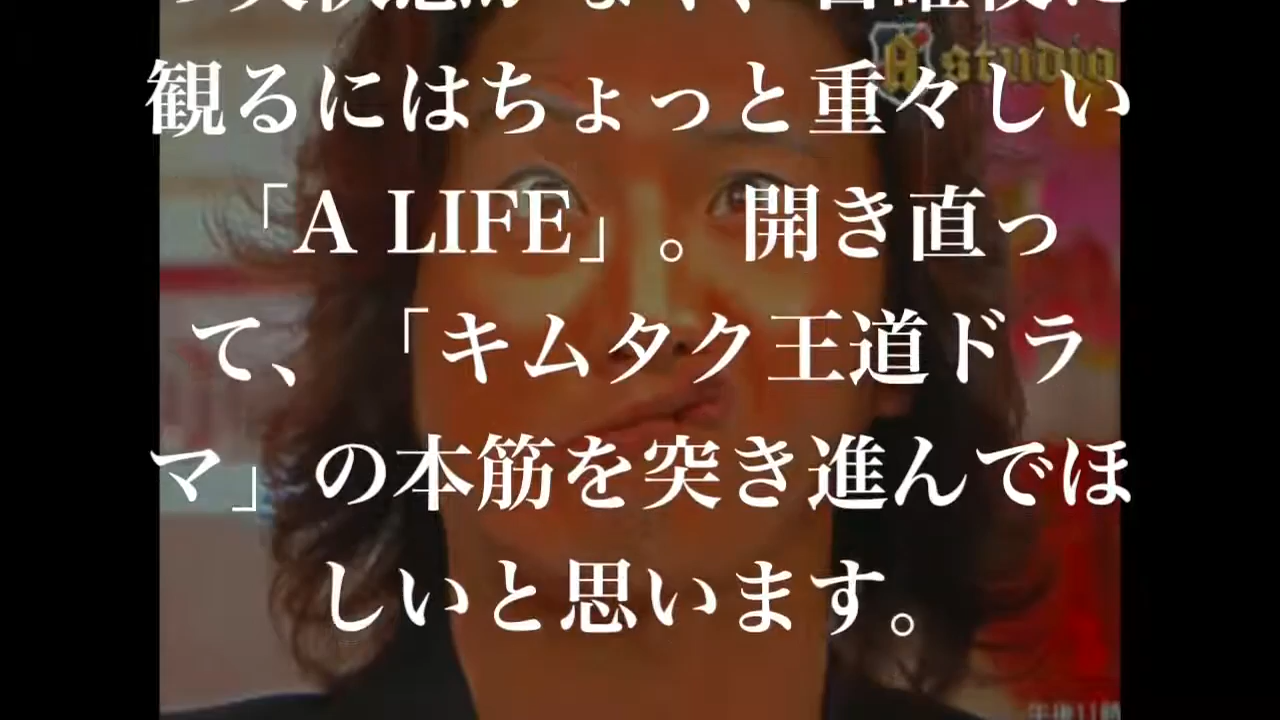 観るにはちょっと重々しい
「A LIFE」。開き直っ
て、「キムタク王道ドラ
マ」の本筋を突き進んでほ
しいと思います。
A studio